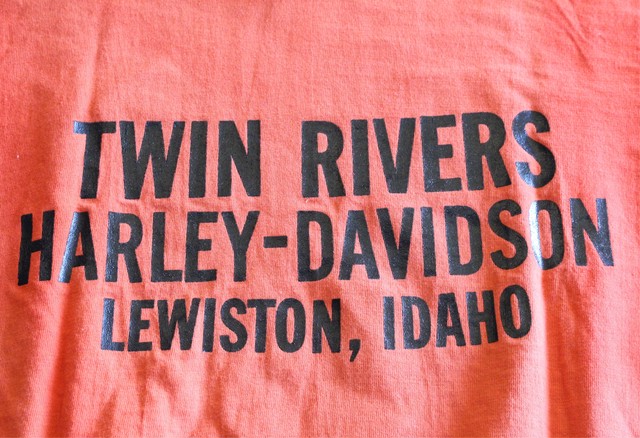 TWIN RIVERS
HARLEY-DAVIDSON
LEWISTON, IDAHO